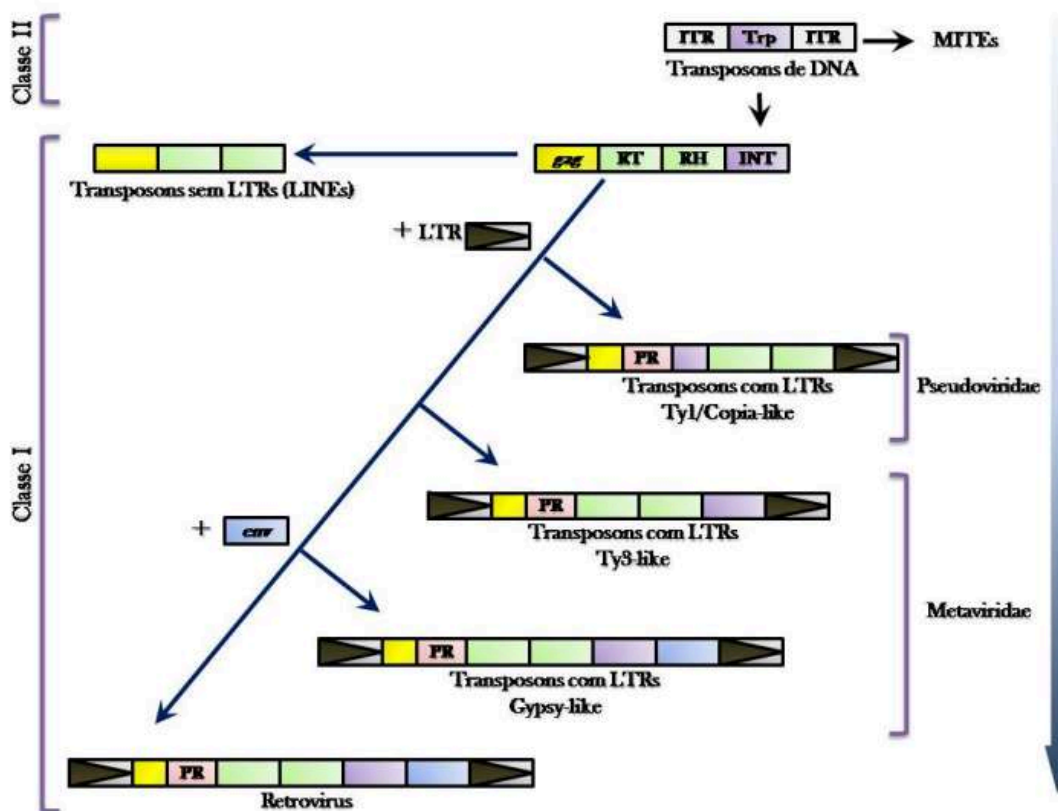 Classe II
ITR Trp ITR
MITEs
Transposons de DNA
gag RT RH INT
Transposons sem LTRs (LINEs)
+ LTR
PR
Transposons com LTRs
Ty1/Copia-like
Pseudoviridae
Classe I
PR
Transposons com LTRs
Ty3-like
+ env
Metaviridae
PR
Transposons com LTRs
Gypsy-like
PR
Retrovirus